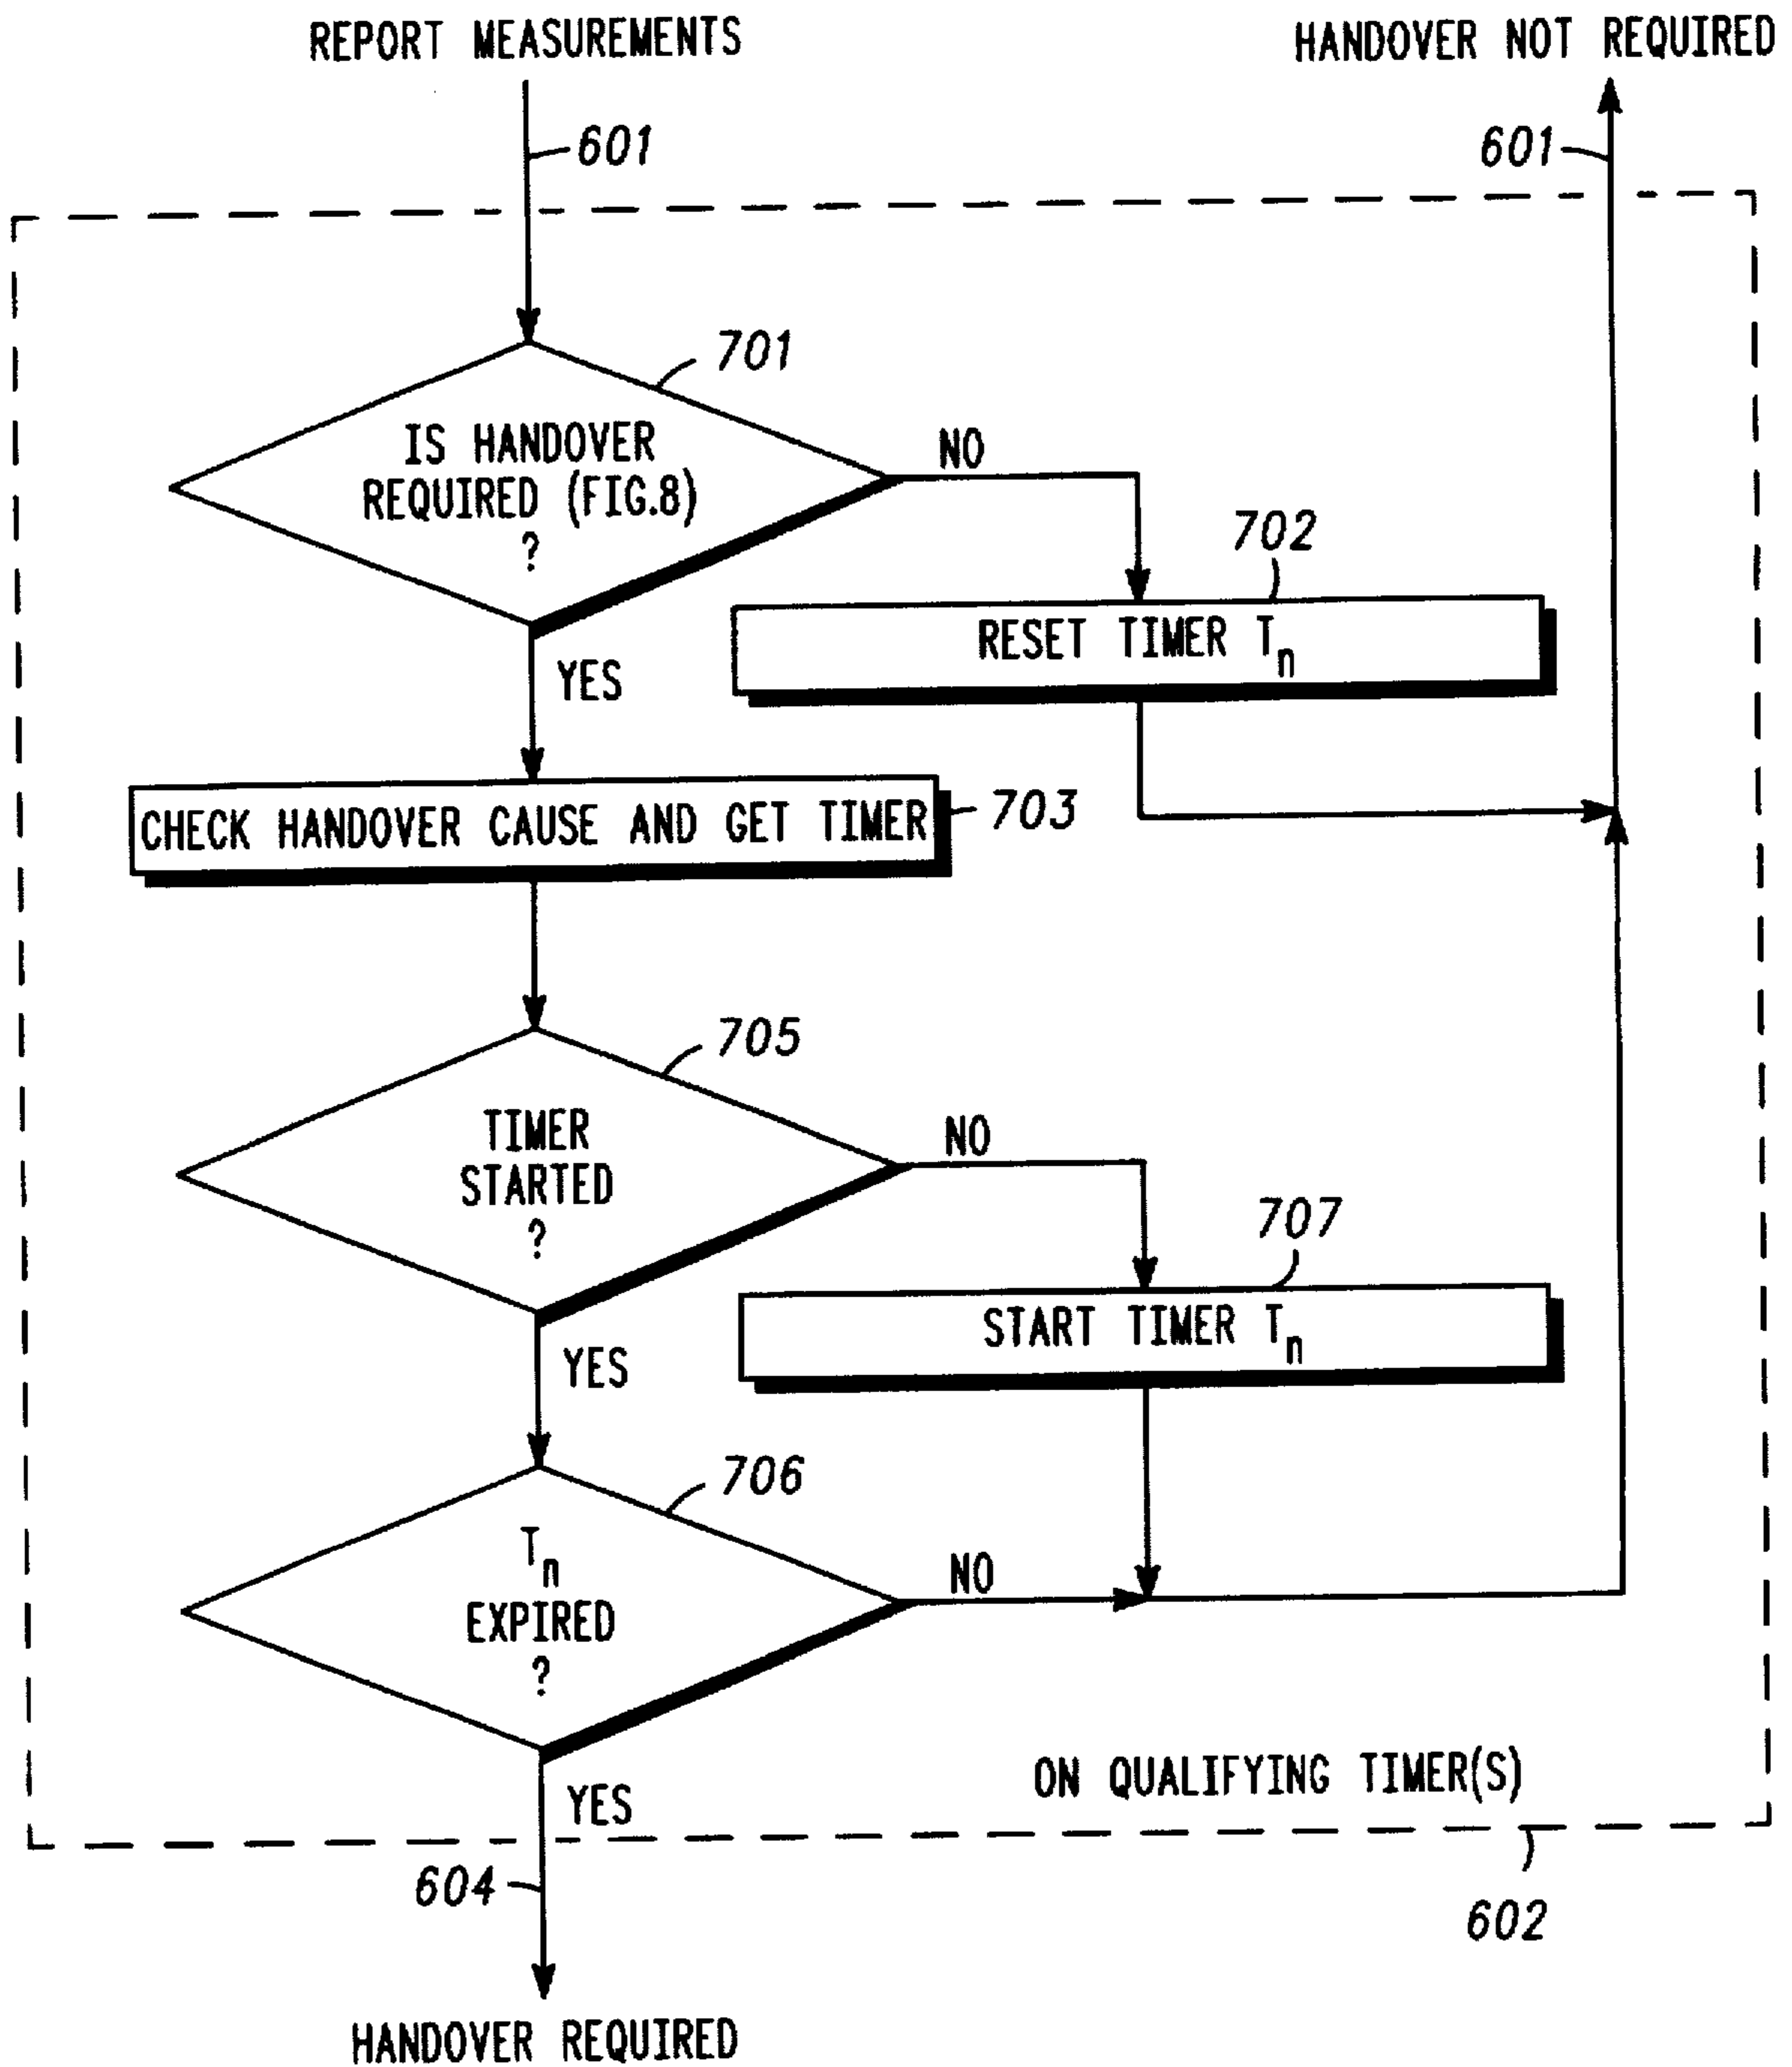 REPORT MEASUREMENTS
HANDOVER NOT REQUIRED
601
601
701
IS HANDOVER
REQUIRED (FIG.8)
?
NO
702
RESET TIMER Tn
YES
CHECK HANDOVER CAUSE AND GET TIMER
703
705
TIMER
STARTED
?
NO
707
START TIMER Tn
YES
706
Tn
EXPIRED
?
NO
YES
ON QUALIFYING TIMER(S)
604
602
HANDOVER REQUIRED